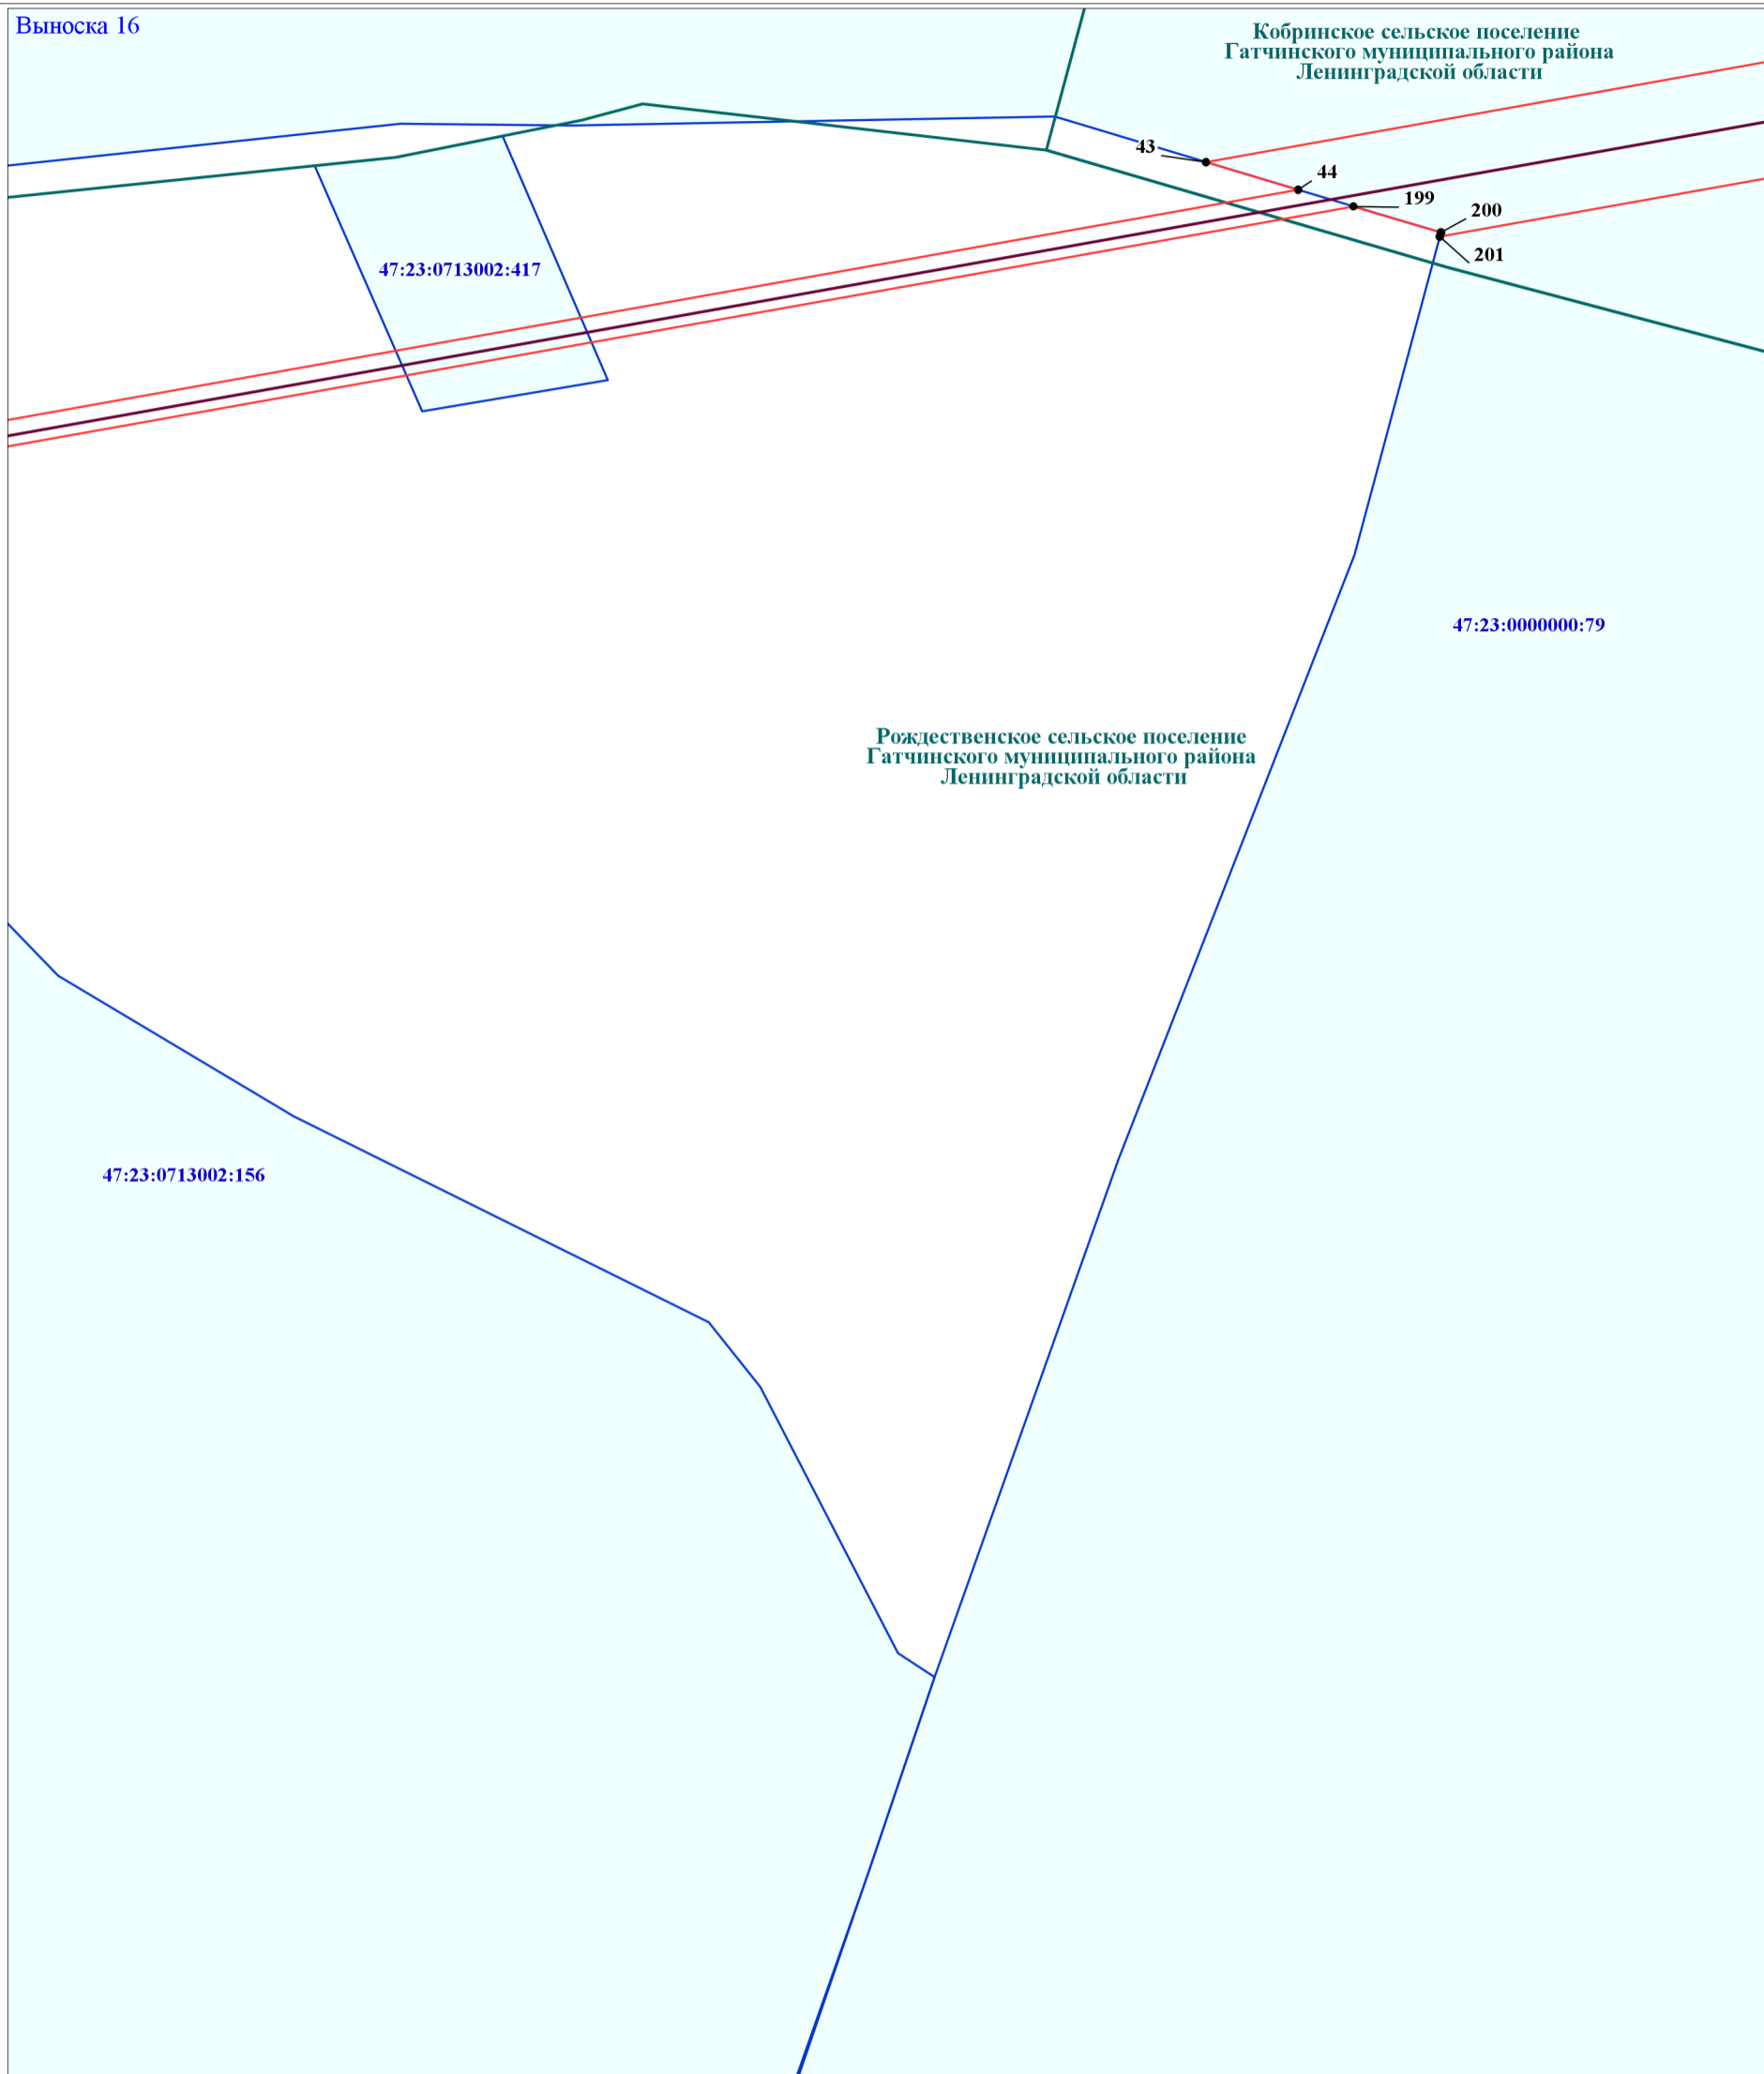 Выноска 16
Кобринское сельское поселение
Гатчинского муниципального района
Ленинградской области
43
44
199
200
201
47:23:0713002:417
47:23:0000000:79
Рождественское сельское поселение
Гатчинского муниципального района
Ленинградской области
47:23:0713002:156